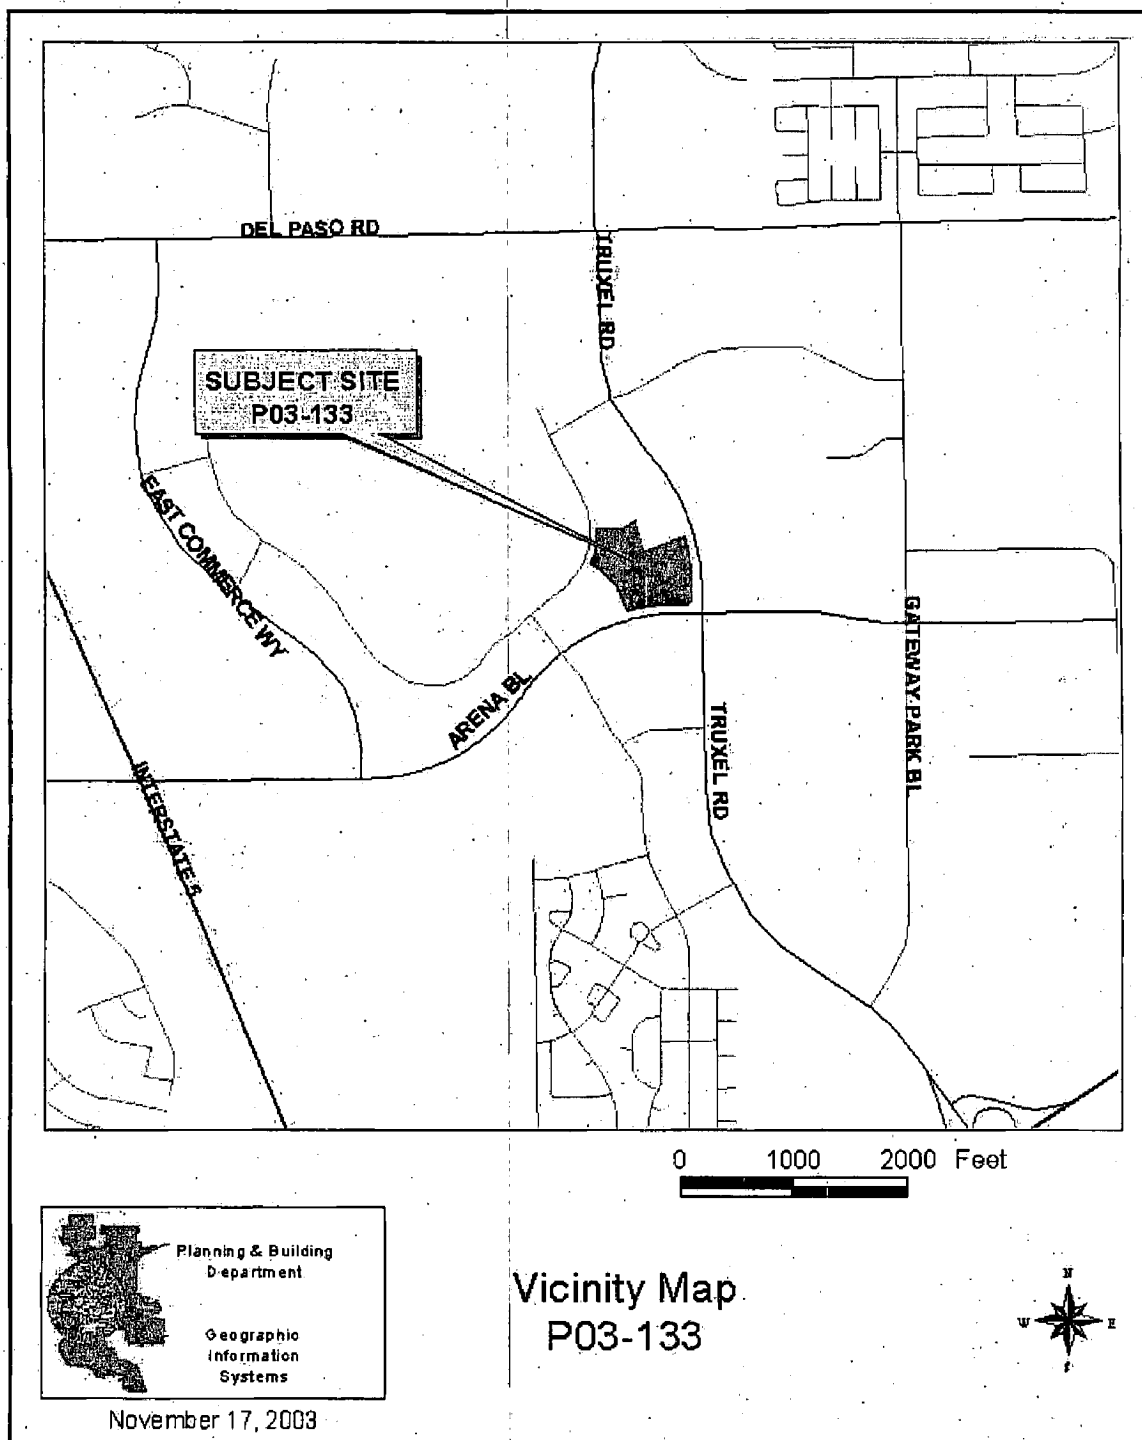 DEL PASO RD
TRUXEL RD
SUBJECT SITE
P03-133
EAST COMMERCE WY
ARENA BL
GATEWAY PARK BL
TRUXEL RD
INTERSTATE 5
0 1000 2000 Feet
Planning & Building
Department
Geographic
Information
Systems
November 17, 2003
Vicinity Map
P03-133
N
W E
S